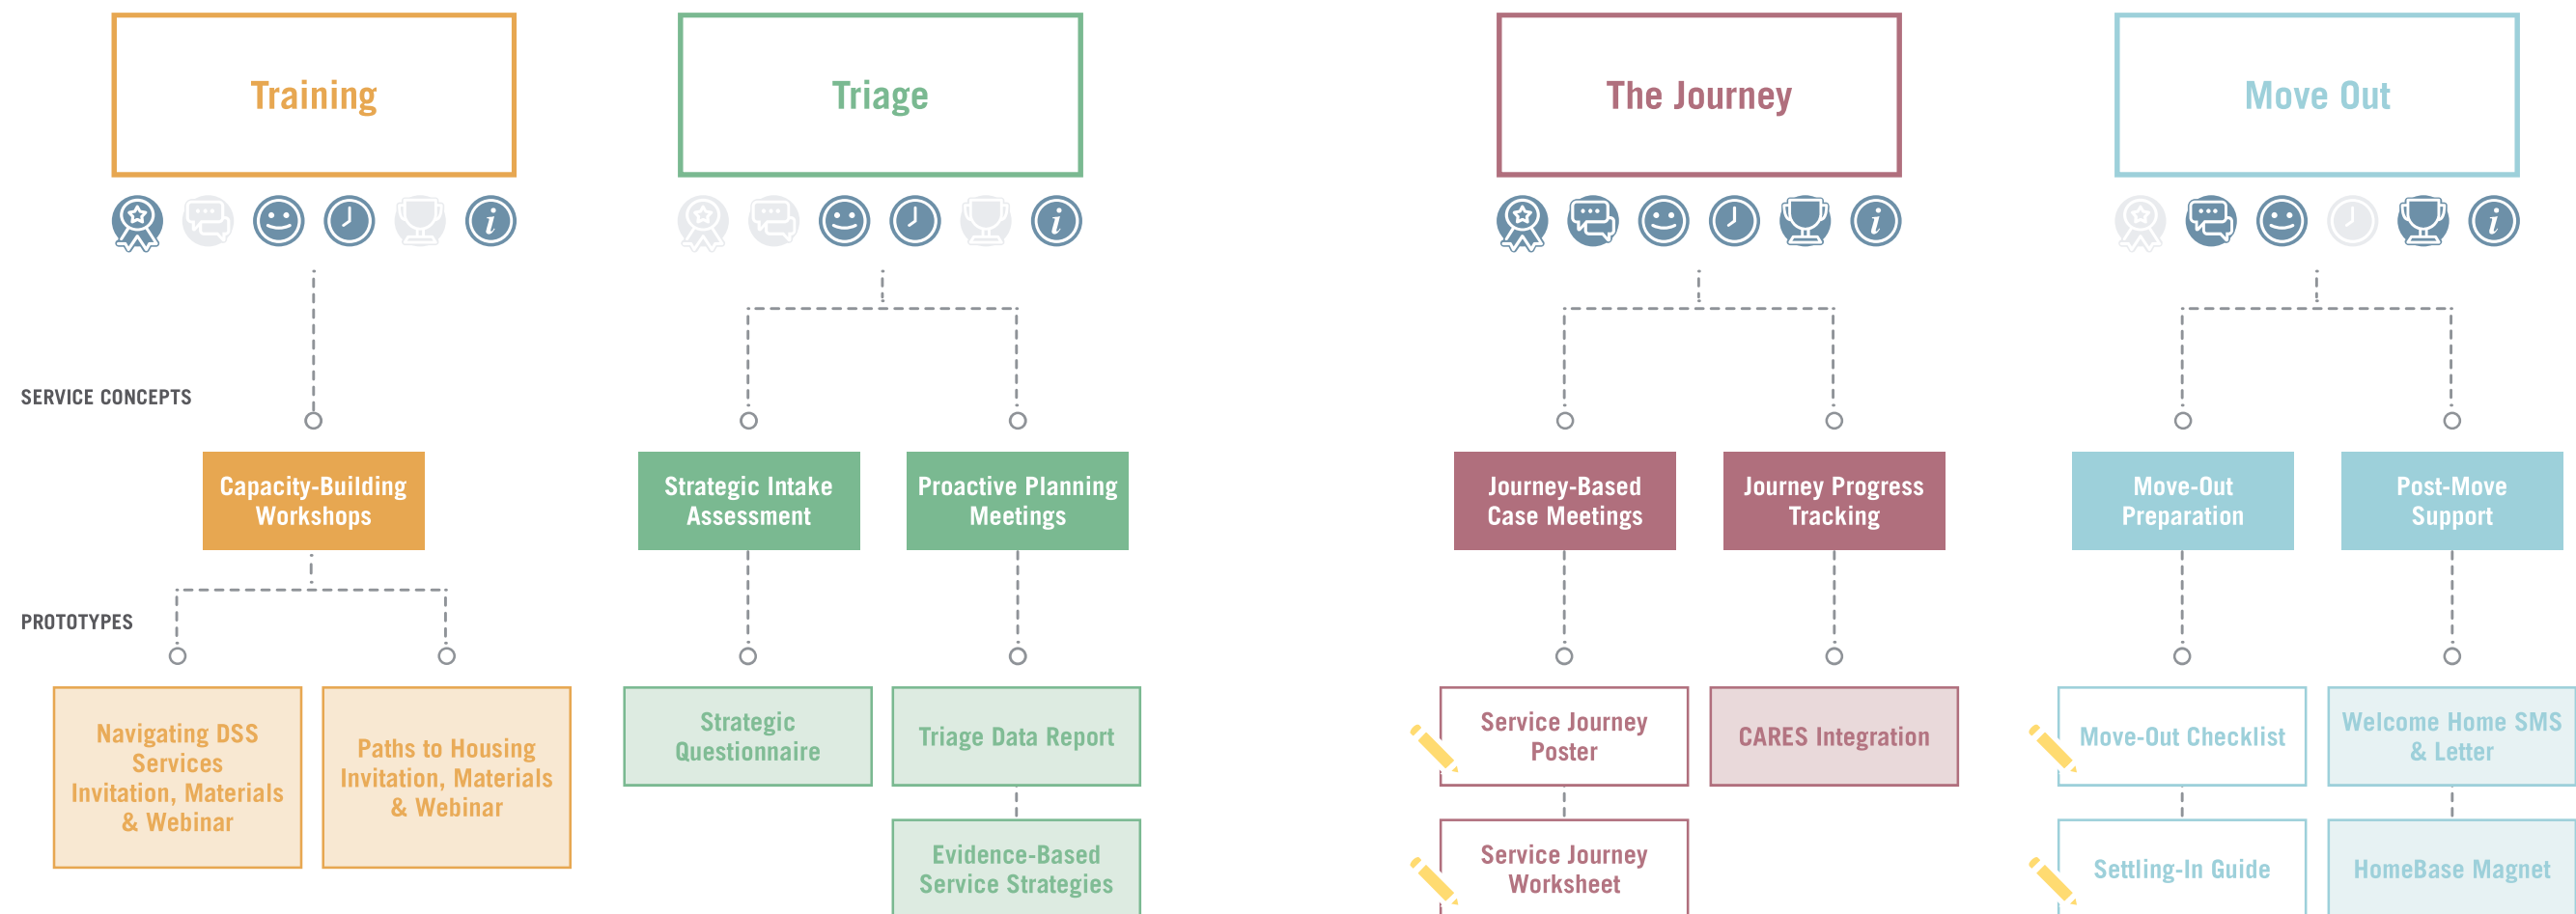 Training
Triage
The Journey
Move Out
i
i
i
i
SERVICE CONCEPTS
Capacity-Building
Workshops
Strategic Intake
Assessment
Proactive Planning
Meetings
Journey-Based
Case Meetings
Journey Progress
Tracking
Move-Out
Preparation
Post-Move
Support
PROTOTYPES
Navigating DSS
Services
Invitation, Materials
& Webinar
Paths to Housing
Invitation, Materials
& Webinar
Strategic
Questionnaire
Triage Data Report
Evidence-Based
Service Strategies
Service Journey
Poster
Service Journey
Worksheet
CARES Integration
Move-Out Checklist
Settling-In Guide
Welcome Home SMS
& Letter
HomeBase Magnet